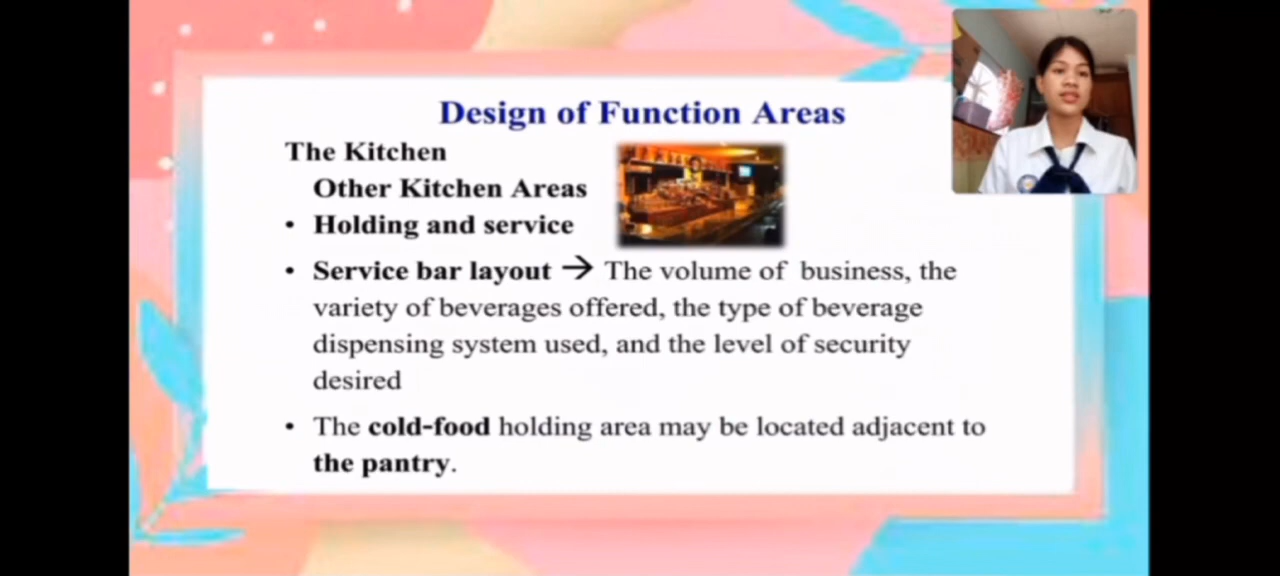 Design of Function Areas
The Kitchen
Other Kitchen Areas
• Holding and service
• Service bar layout → The volume of business, the
variety of beverages offered, the type of beverage
dispensing system used, and the level of security
desired
• The cold-food holding area may be located adjacent to
the pantry.